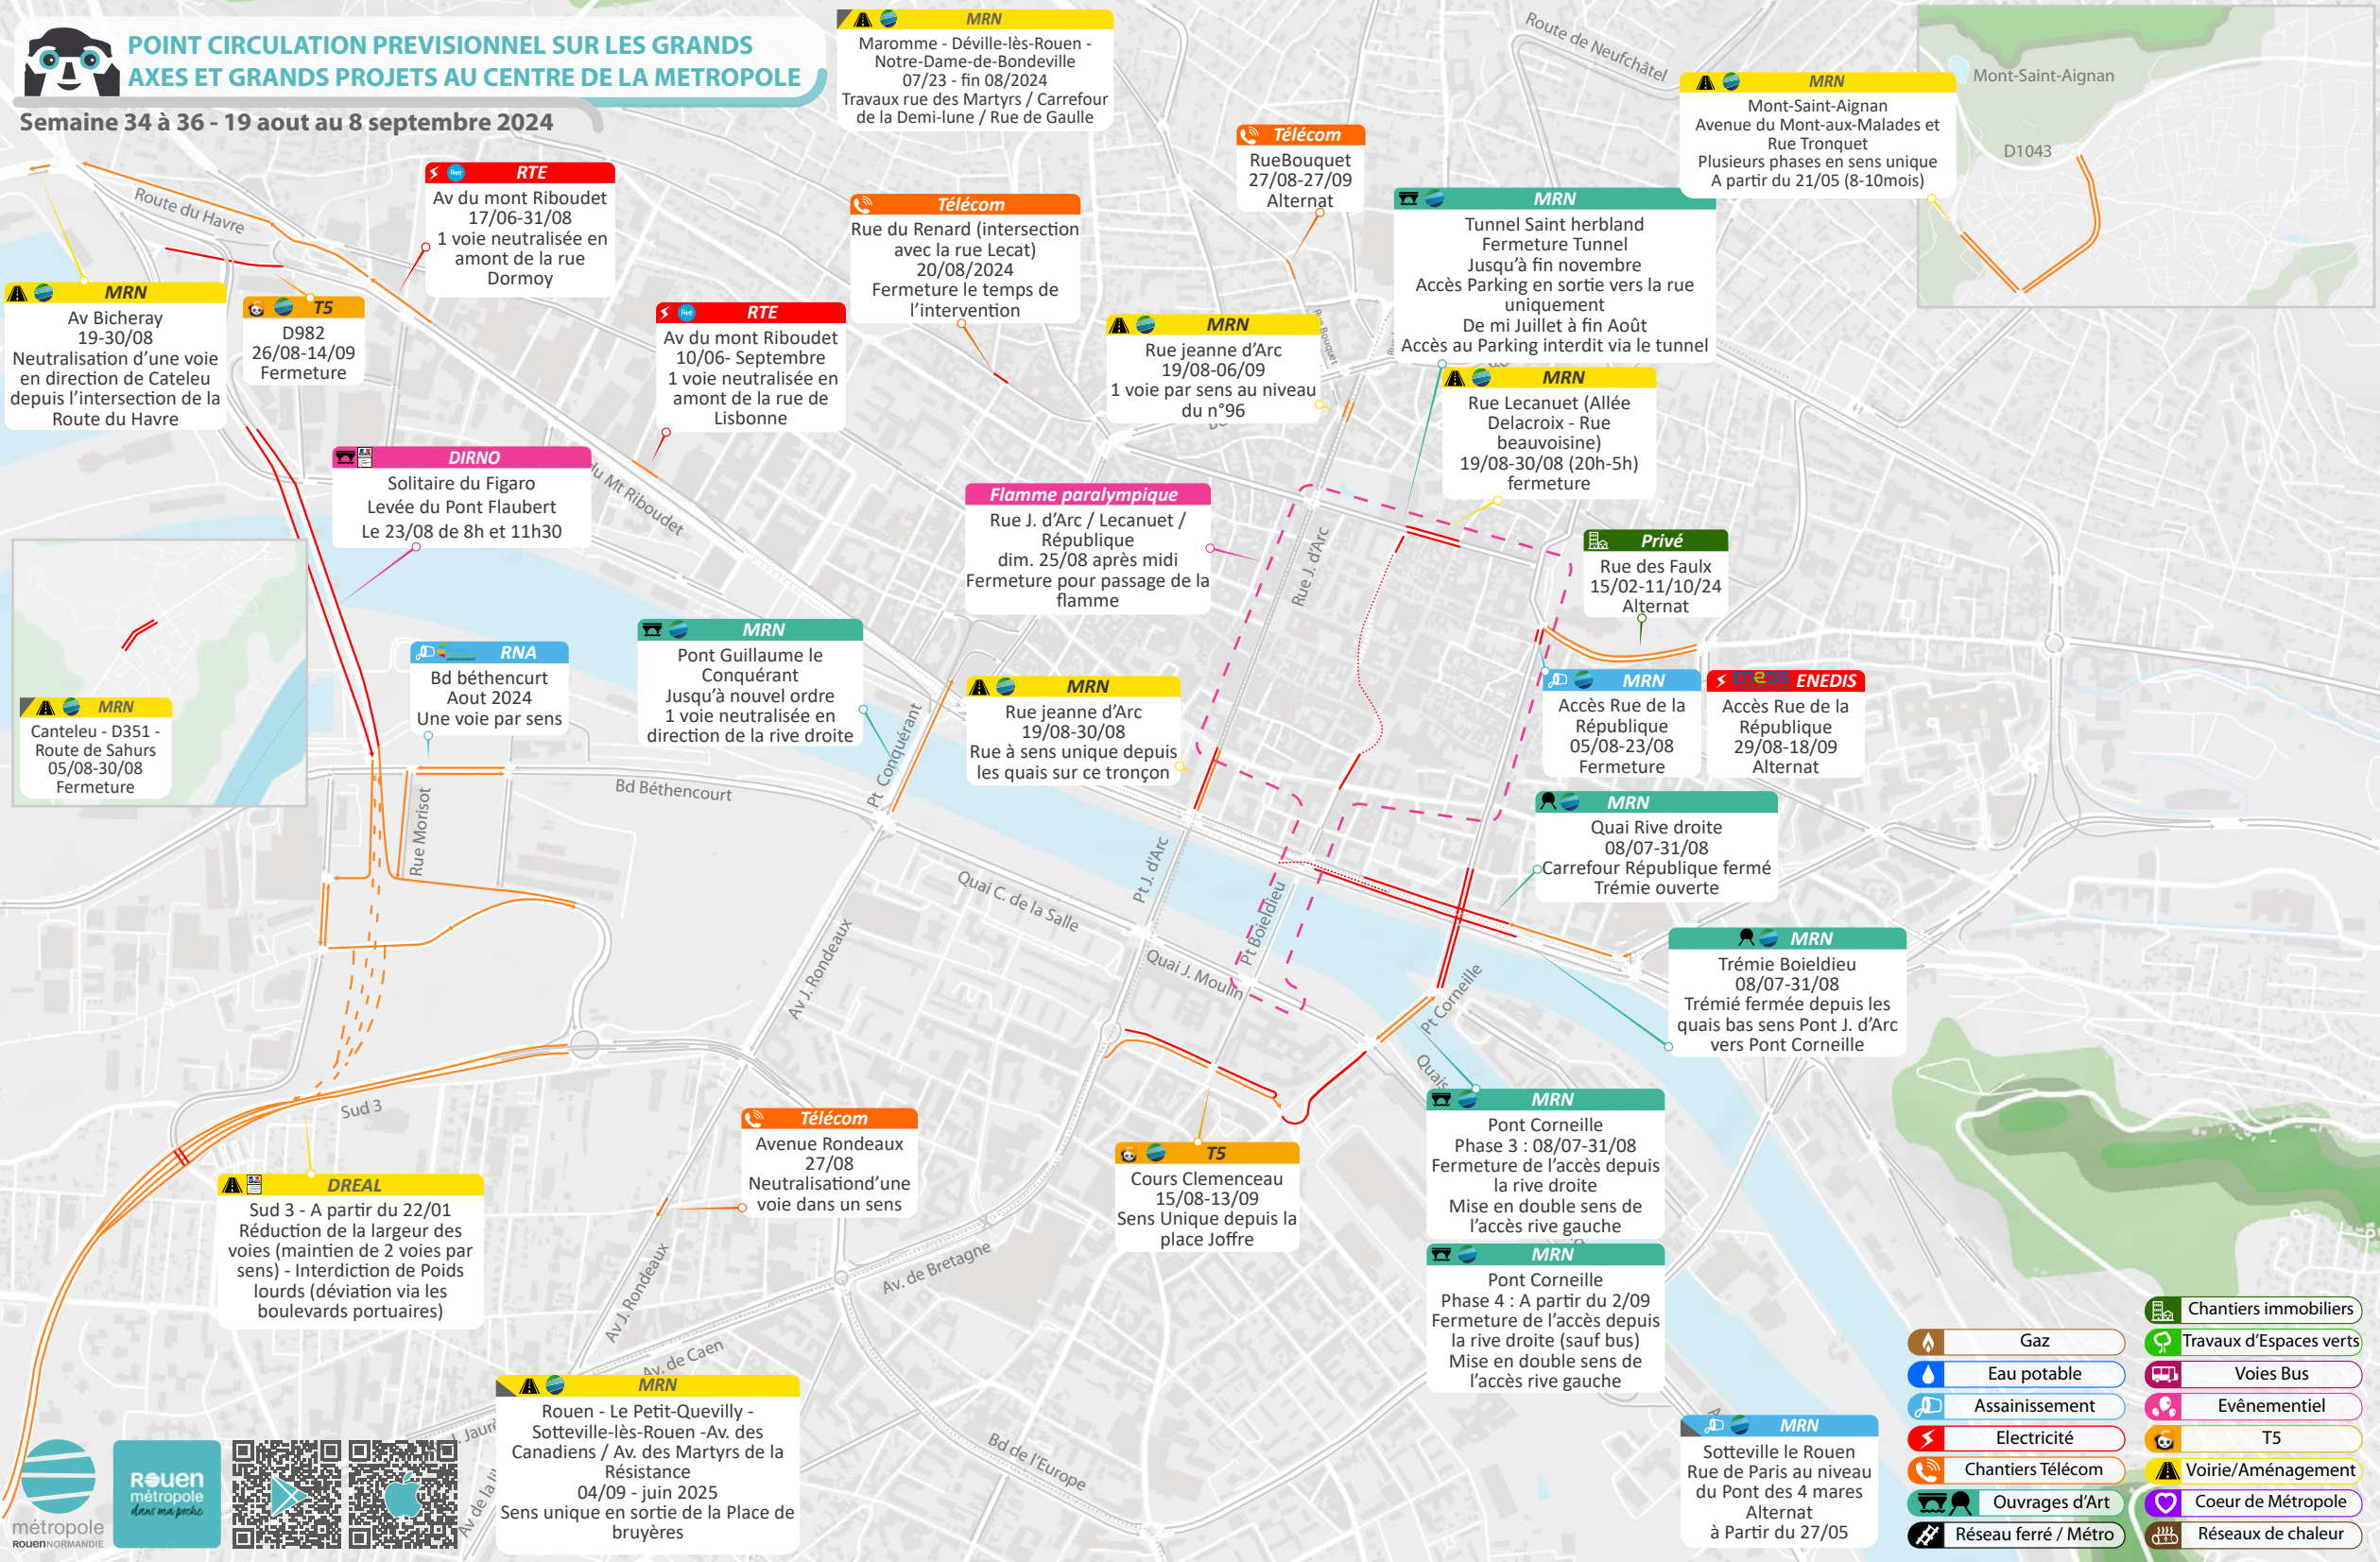 POINT CIRCULATION PREVISIONNEL SUR LES GRANDS
AXES ET GRANDS PROJETS AU CENTRE DE LA METROPOLE
Semaine 34 à 36 - 19 aout au 8 septembre 2024
MRN
Maromme - Déville-lès-Rouen -
Notre-Dame-de-Bondeville
07/23 - fin 08/2024
Travaux rue des Martyrs / Carrefour
de la Demi-lune / Rue de Gaulle
Route de Neufchâtel
MRN
Mont-Saint-Aignan
Avenue du Mont-aux-Malades et
Rue Tronquet
Plusieurs phases en sens unique
A partir du 21/05 (8-10mois)
Mont-Saint-Aignan
D1043
Télécom
RueBouquet
27/08-27/09
Alternat
RTE
Av du mont Riboudet
17/06-31/08
1 voie neutralisée en
amont de la rue
Dormoy
Route du Havre
Télécom
Rue du Renard (intersection
avec la rue Lecat)
20/08/2024
Fermeture le temps de
l'intervention
MRN
Tunnel Saint herbland
Fermeture Tunnel
Jusqu'à fin novembre
Accès Parking en sortie vers la rue
uniquement
De mi Juillet à fin Août
Accès au Parking interdit via le tunnel
MRN
Av Bicheray
19-30/08
Neutralisation d'une voie
en direction de Cateleu
depuis l'intersection de la
Route du Havre
T5
D982
26/08-14/09
Fermeture
RTE
Av du mont Riboudet
10/06- Septembre
1 voie neutralisée en
amont de la rue de
Lisbonne
MRN
Rue jeanne d'Arc
19/08-06/09
1 voie par sens au niveau
du n°96
Rue Bouquet
MRN
Rue Lecanuet (Allée
Delacroix - Rue
beauvoisine)
19/08-30/08 (20h-5h)
fermeture
DIRNO
Solitaire du Figaro
Levée du Pont Flaubert
Le 23/08 de 8h et 11h30
du Mt Riboudet
Flamme paralympique
Rue J. d'Arc / Lecanuet /
République
dim. 25/08 après midi
Fermeture pour passage de la
flamme
Rue J. d'Arc
Privé
Rue des Faulx
15/02-11/10/24
Alternat
MRN
Canteleu - D351 -
Route de Sahurs
05/08-30/08
Fermeture
RNA
Bd béthencurt
Aout 2024
Une voie par sens
MRN
Pont Guillaume le
Conquérant
Jusqu'à nouvel ordre
1 voie neutralisée en
direction de la rive droite
MRN
Rue jeanne d'Arc
19/08-30/08
Rue à sens unique depuis
les quais sur ce tronçon
MRN
Accès Rue de la
République
05/08-23/08
Fermeture
ENEDIS
ENEDIS
Accès Rue de la
République
29/08-18/09
Alternat
Rue Morisot
Bd Béthencourt
Pt Conquérant
MRN
Quai Rive droite
08/07-31/08
Carrefour République fermé
Trémie ouverte
Quai C. de la Salle
Pt J. d'Arc
Pt Boieldieu
Av J. Rondeaux
Quai J. Moulin
Pt Corneille
Quais
MRN
Trémie Boieldieu
08/07-31/08
Trémié fermée depuis les
quais bas sens Pont J. d'Arc
vers Pont Corneille
Sud 3
DREAL
Sud 3 - A partir du 22/01
Réduction de la largeur des
voies (maintien de 2 voies par
sens) - Interdiction de Poids
lourds (déviation via les
boulevards portuaires)
Télécom
Avenue Rondeaux
27/08
Neutralisationd'une
voie dans un sens
T5
Cours Clemenceau
15/08-13/09
Sens Unique depuis la
place Joffre
MRN
Pont Corneille
Phase 3 : 08/07-31/08
Fermeture de l'accès depuis
la rive droite
Mise en double sens de
l'accès rive gauche
MRN
Pont Corneille
Phase 4 : A partir du 2/09
Fermeture de l'accès depuis
la rive droite (sauf bus)
Mise en double sens de
l'accès rive gauche
Av J. Rondeaux
Av. de Bretagne
Av. de Caen
J. Jaurè
Av de la li
Bd de l'Europe
MRN
Rouen - Le Petit-Quevilly -
Sotteville-lès-Rouen -Av. des
Canadiens / Av. des Martyrs de la
Résistance
04/09 - juin 2025
Sens unique en sortie de la Place de
bruyères
MRN
Sotteville le Rouen
Rue de Paris au niveau
du Pont des 4 mares
Alternat
à Partir du 27/05
métropole
ROUENNORMANDIE
Rouen
métropole
dans ma poche
Gaz
Eau potable
Assainissement
Electricité
Chantiers Télécom
Ouvrages d'Art
Réseau ferré / Métro
Chantiers immobiliers
Travaux d'Espaces verts
Voies Bus
Evênementiel
T5
Voirie/Aménagement
Coeur de Métropole
Réseaux de chaleur